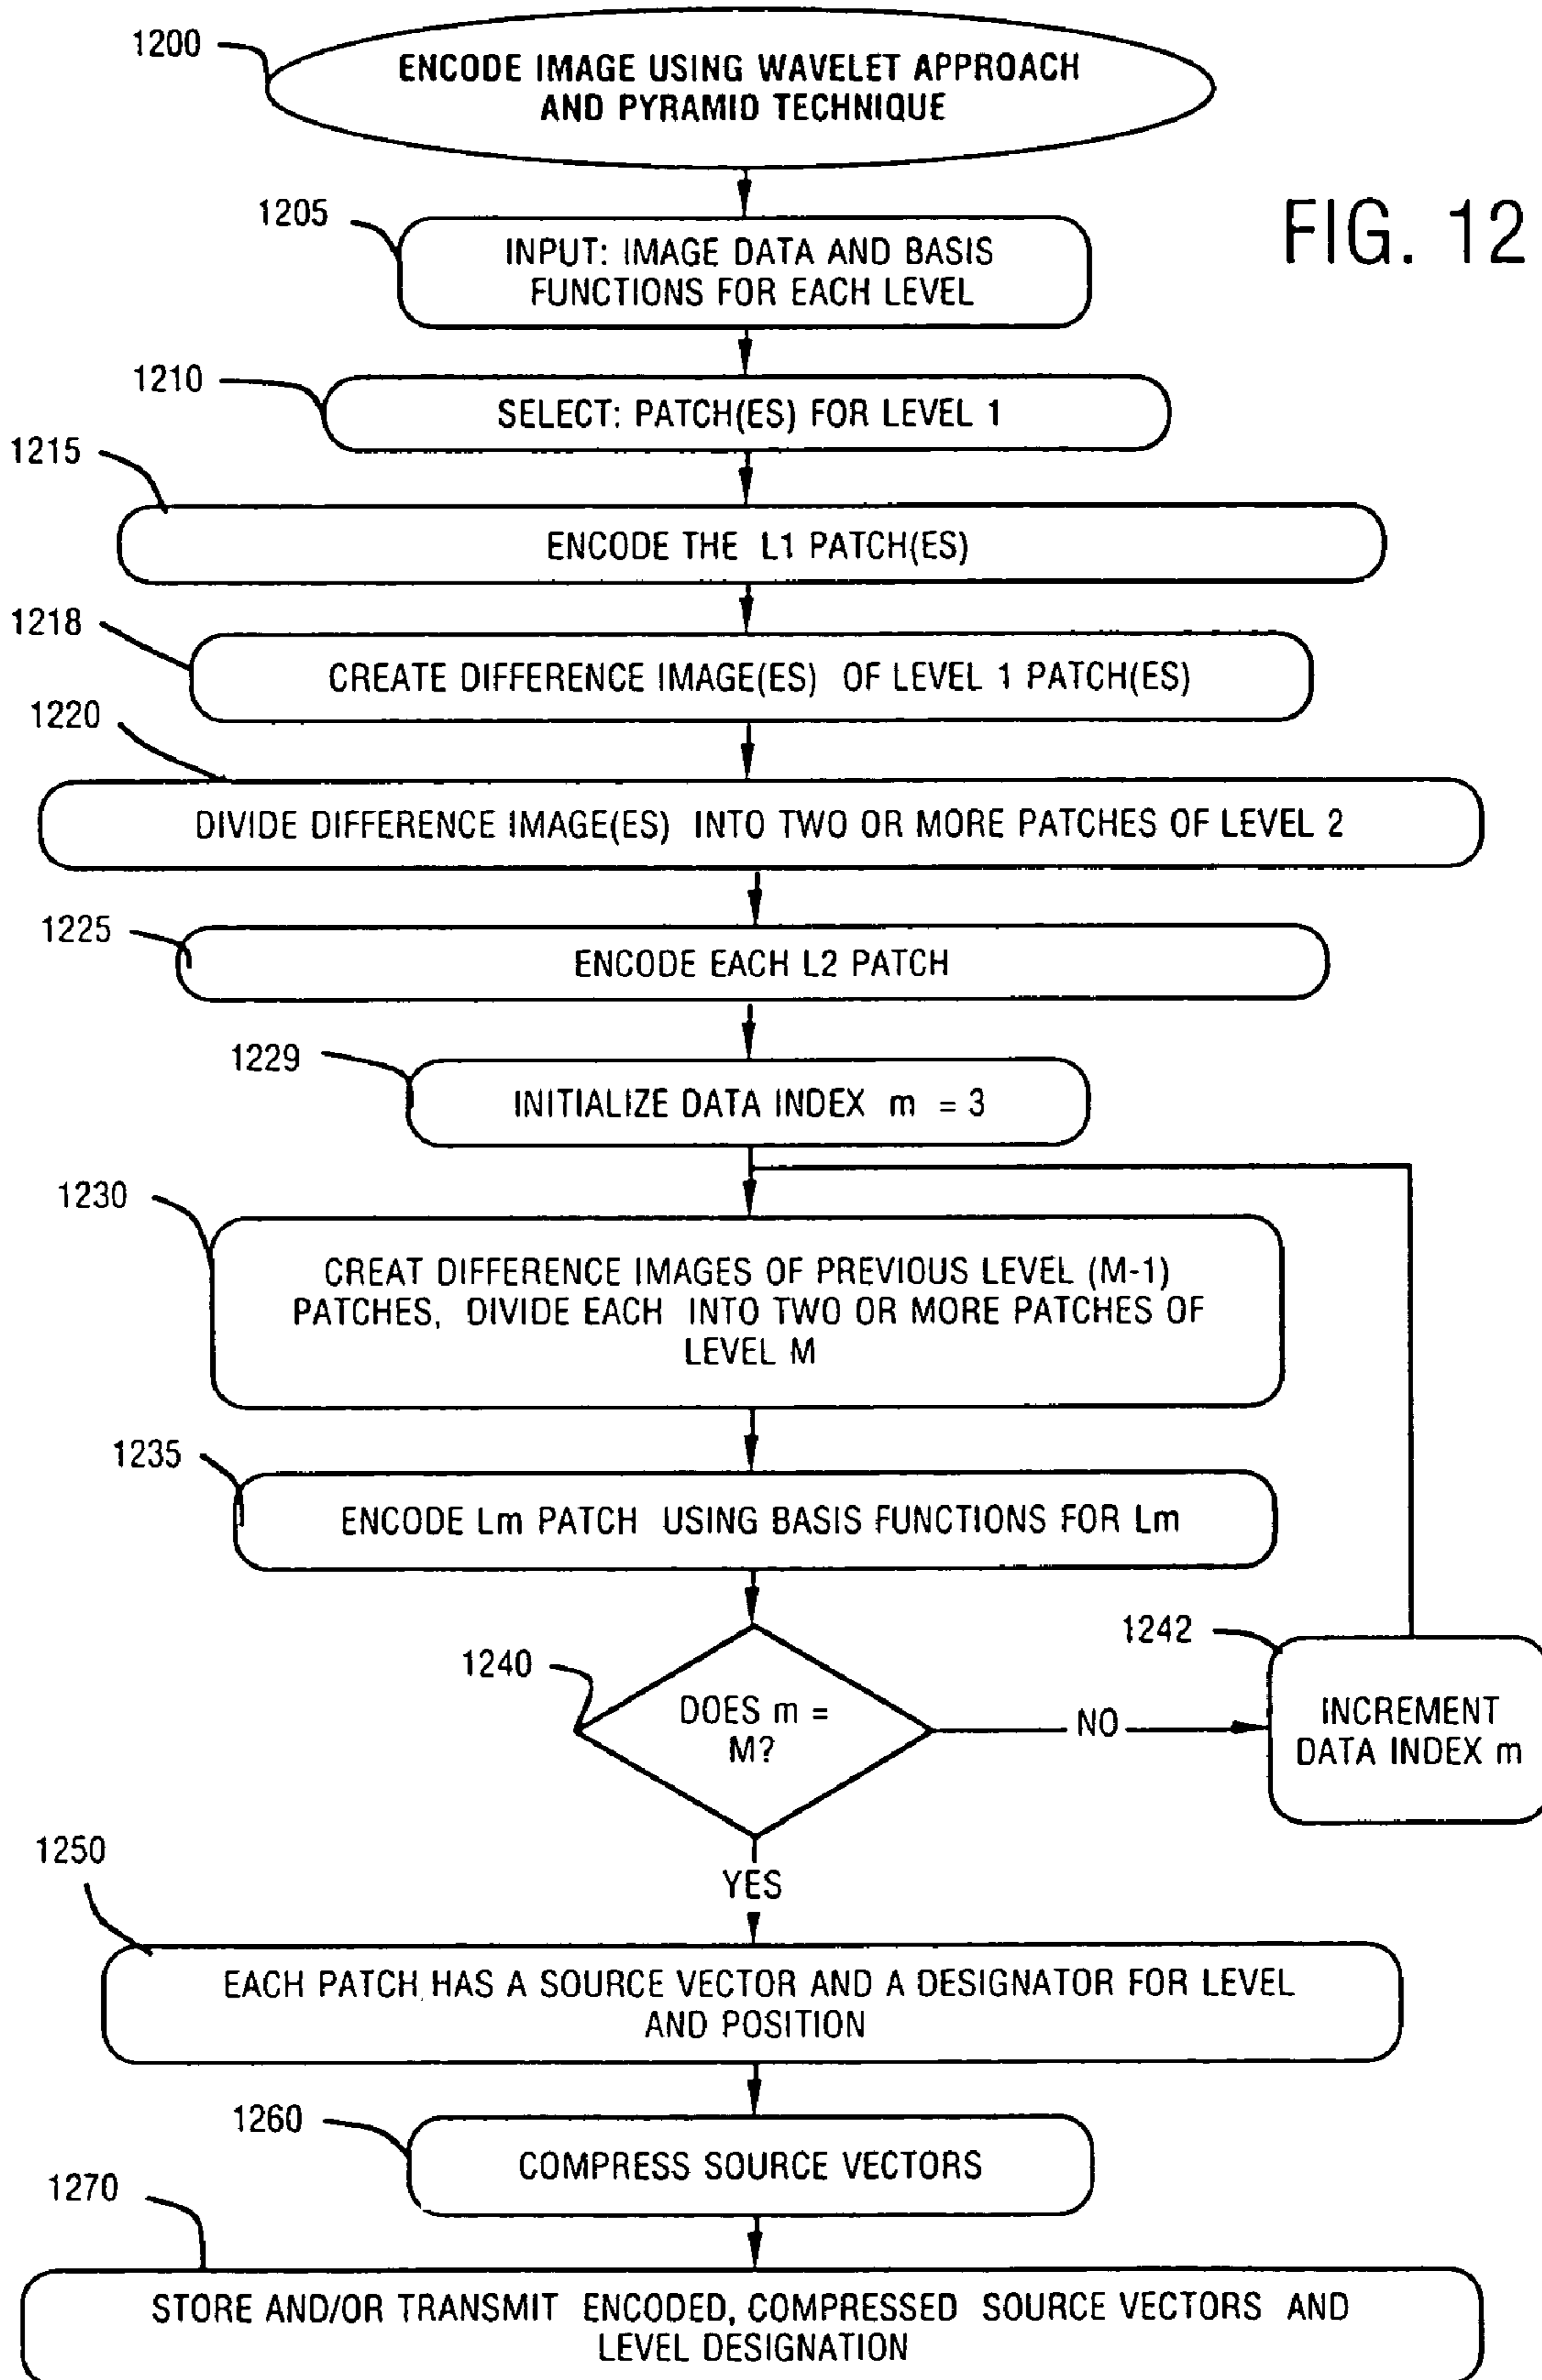 1200
ENCODE IMAGE USING WAVELET APPROACH
AND PYRAMID TECHNIQUE
FIG. 12
1205
INPUT: IMAGE DATA AND BASIS
FUNCTIONS FOR EACH LEVEL
1210
SELECT: PATCH(ES) FOR LEVEL 1
1215
ENCODE THE L1 PATCH(ES)
1218
CREATE DIFFERENCE IMAGE(ES) OF LEVEL 1 PATCH(ES)
1220
DIVIDE DIFFERENCE IMAGE(ES) INTO TWO OR MORE PATCHES OF LEVEL 2
1225
ENCODE EACH L2 PATCH
1229
INITIALIZE DATA INDEX m = 3
1230
CREAT DIFFERENCE IMAGES OF PREVIOUS LEVEL (M-1)
PATCHES, DIVIDE EACH INTO TWO OR MORE PATCHES OF
LEVEL M
1235
ENCODE Lm PATCH USING BASIS FUNCTIONS FOR Lm
1240
DOES m =
M?
NO
1242
INCREMENT
DATA INDEX m
YES
1250
EACH PATCH HAS A SOURCE VECTOR AND A DESIGNATOR FOR LEVEL
AND POSITION
1260
COMPRESS SOURCE VECTORS
1270
STORE AND/OR TRANSMIT ENCODED, COMPRESSED SOURCE VECTORS AND
LEVEL DESIGNATION